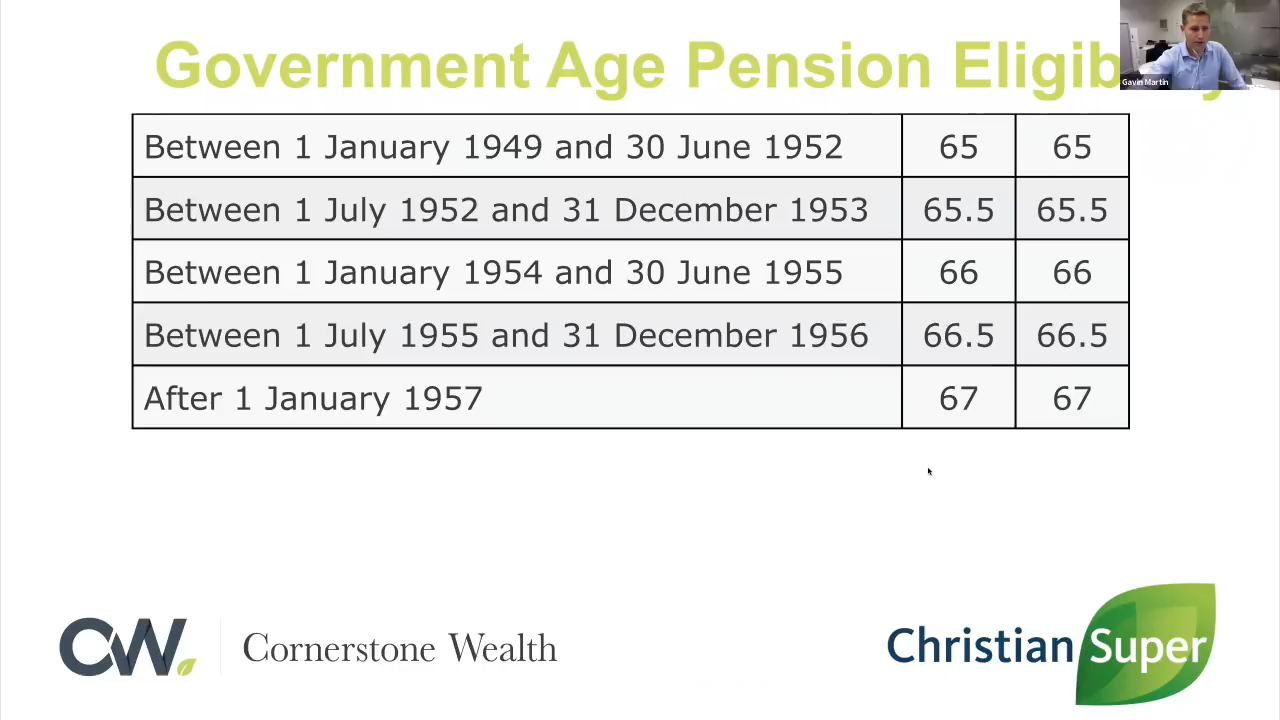 Government Age Pension Eligib
Gavin Martin
Between 1 January 1949 and 30 June 1952 65 65
Between 1 July 1952 and 31 December 1953 65.5 65.5
Between 1 January 1954 and 30 June 1955 66 66
Between 1 July 1955 and 31 December 1956 66.5 66.5
After 1 January 1957 67 67
CW. Cornerstone Wealth
Christian Super